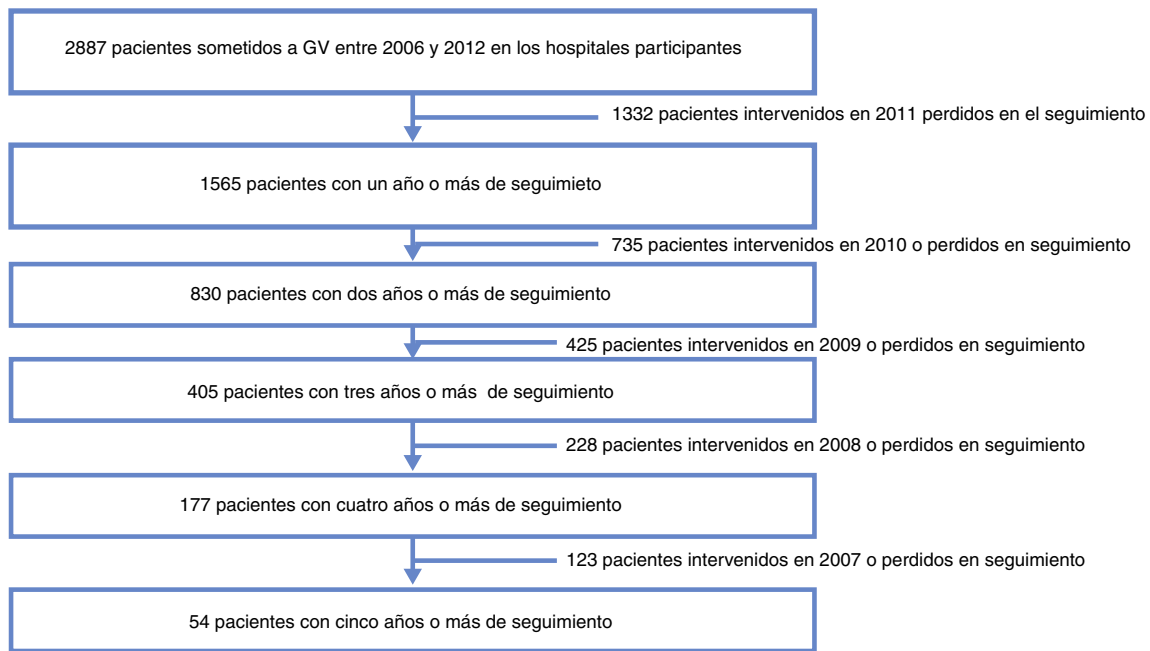 2887 pacientes sometidos a GV entre 2006 y 2012 en los hospitales participantes
1332 pacientes intervenidos en 2011 perdidos en el seguimiento
1565 pacientes con un año o más de seguimieto
735 pacientes intervenidos en 2010 o perdidos en seguimiento
830 pacientes con dos años o más de seguimiento
425 pacientes intervenidos en 2009 o perdidos en seguimiento
405 pacientes con tres años o más de seguimiento
228 pacientes intervenidos en 2008 o perdidos en seguimiento
177 pacientes con cuatro años o más de seguimiento
123 pacientes intervenidos en 2007 o perdidos en seguimiento
54 pacientes con cinco años o más de seguimiento